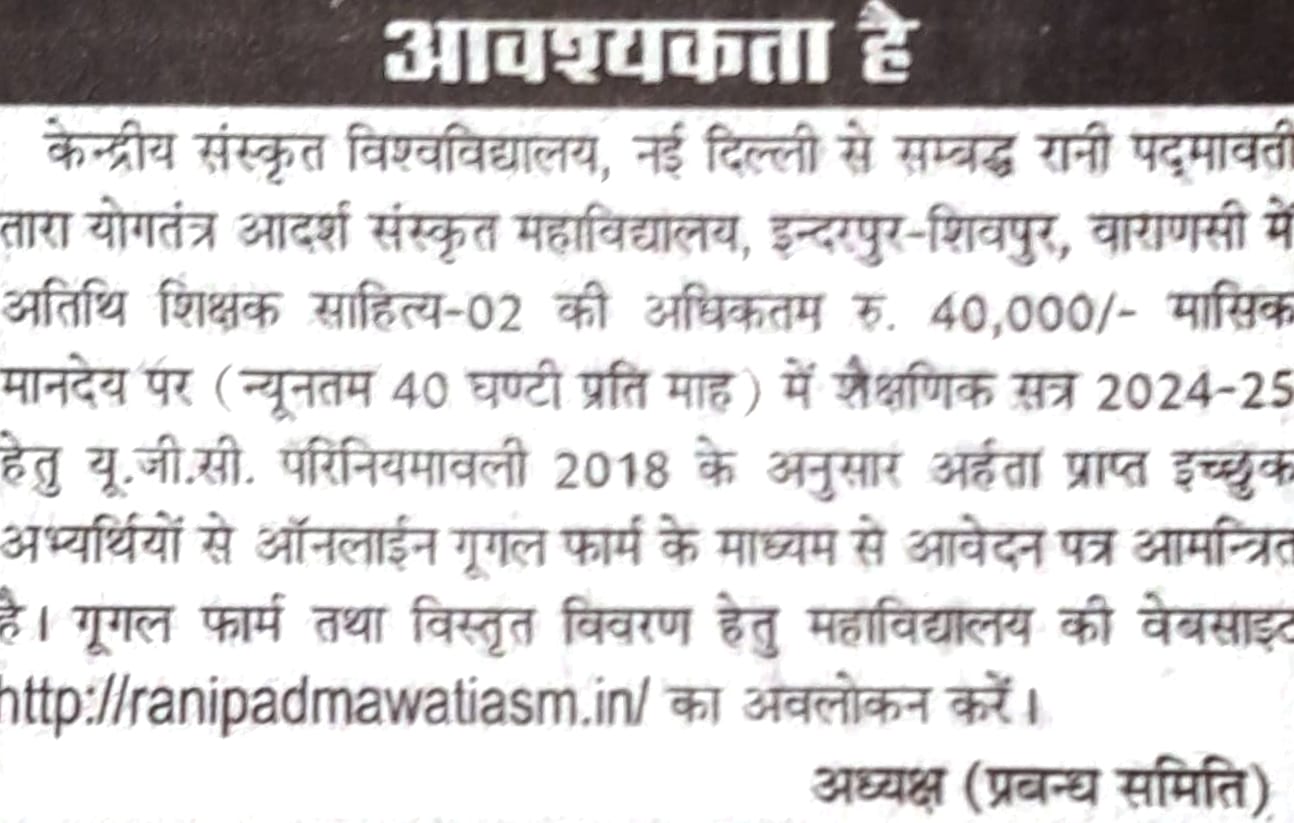 आवश्यकता है
केन्द्रीय संस्कृत विश्वविद्यालय, नई दिल्ली से सम्बद्ध रानी पद्मावती
तारा योगतंत्र आदर्श संस्कृत महाविद्यालय, इन्दरपुर-शिवपुर, वाराणसी में
अतिथि शिक्षक साहित्य-02 की अधिकतम रु. 40,000/- मासिक
मानदेय पर (न्यूनतम 40 घण्टी प्रति माह) में शैक्षणिक सत्र 2024-25
हेतु यू.जी.सी. परिनियमावली 2018 के अनुसार अर्हता प्राप्त इच्छुक
अभ्यर्थियों से ऑनलाईन गूगल फार्म के माध्यम से आवेदन पत्र आमन्त्रित
है। गूगल फार्म तथा विस्तृत विवरण हेतु महाविद्यालय की वेबसाइट
http://ranipadmawatiasm.in/ का अवलोकन करें।
अध्यक्ष (प्रबन्ध समिति)